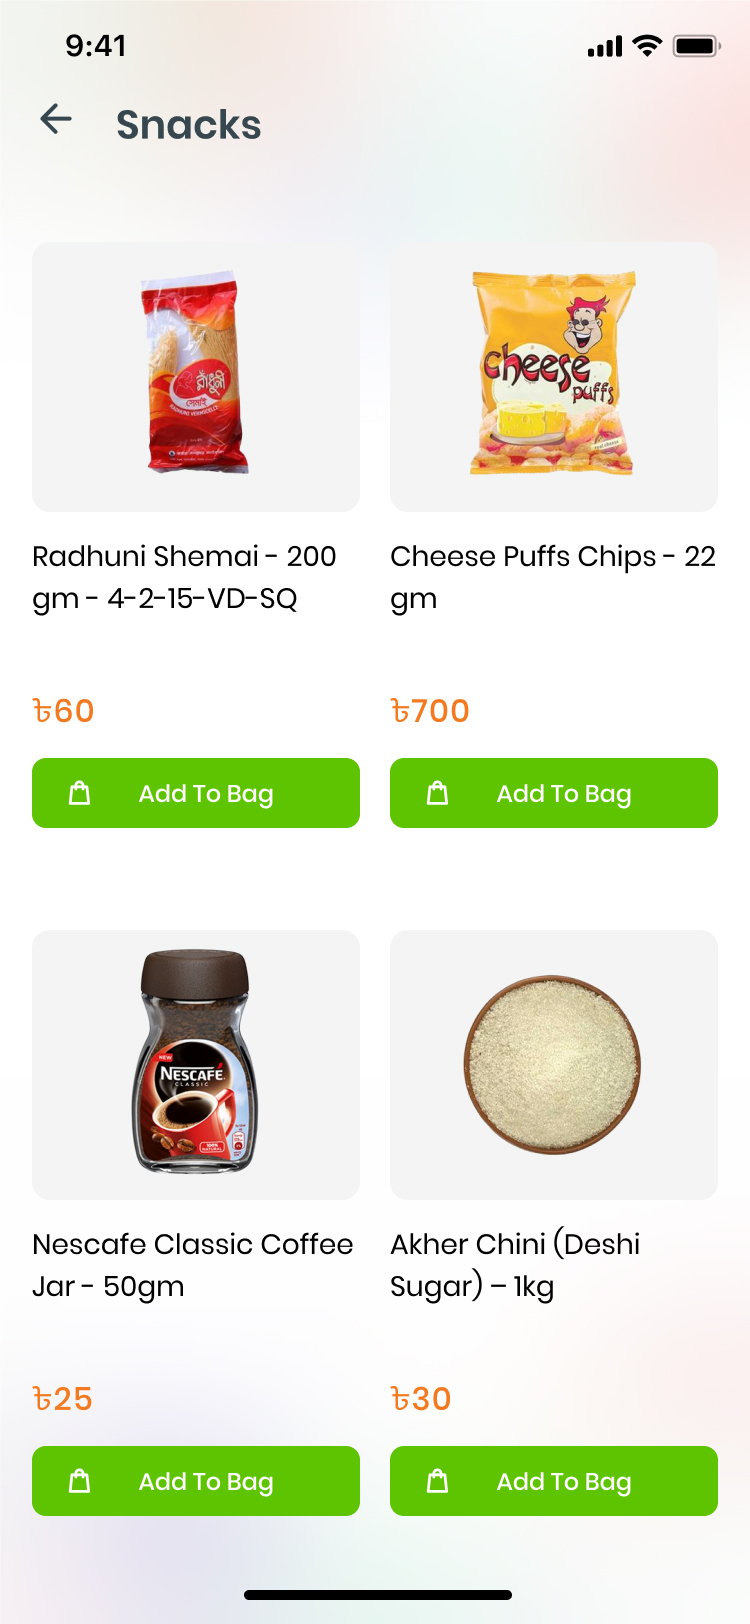 9:41
Snacks
রাঁধুনী
সেমাই
RADHUNI VERMICELLI
cheese
puffs
Radhuni Shemai - 200
gm - 4-2-15-VD-SQ
Cheese Puffs Chips - 22
gm
৳60
৳700
Add To Bag
Add To Bag
NEW
NESCAFÉ
CLASSIC
100%
NATURAL
Nescafe Classic Coffee
Jar - 50gm
Akher Chini (Deshi
Sugar) – 1kg
৳25
৳30
Add To Bag
Add To Bag